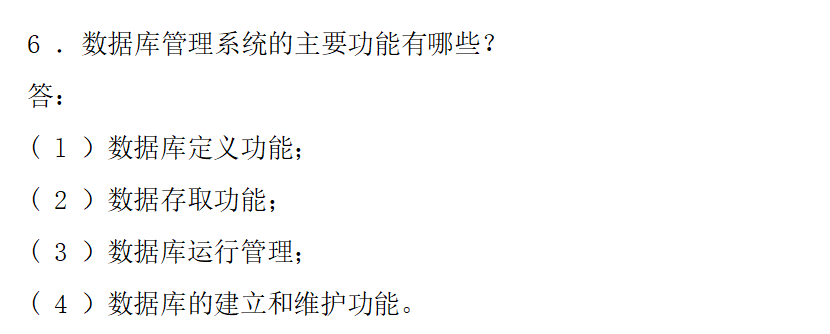 6 ．数据库管理系统的主要功能有哪些？
答：
（ 1 ）数据库定义功能；
（ 2 ）数据存取功能；
（ 3 ）数据库运行管理；
（ 4 ）数据库的建立和维护功能。